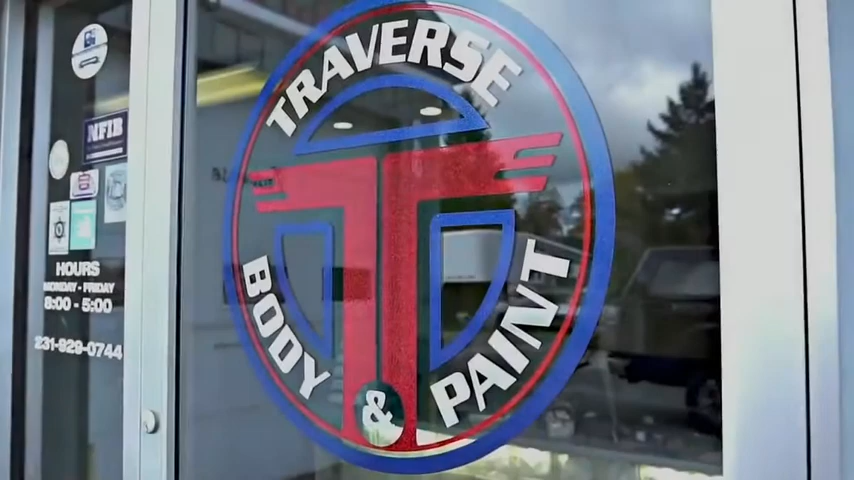 TRAVERSE
BODY & PAINT
NFIB
HOURS
MONDAY - FRIDAY
8:00 - 5:00
231-929-0744